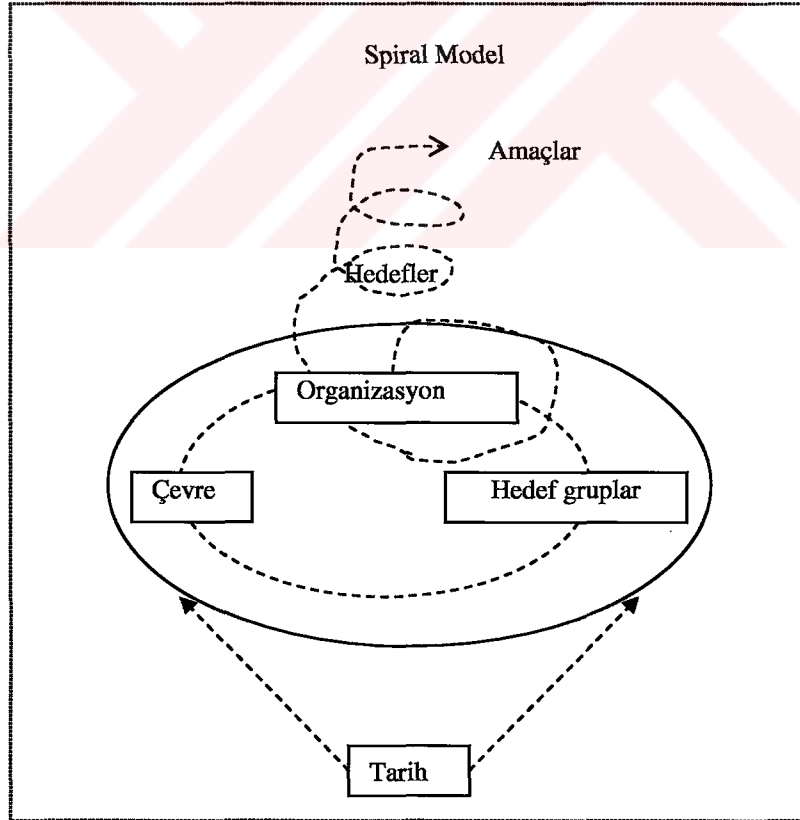 Spiral Model
Amaçlar
Hedefler
Organizasyon
Çevre
Hedef gruplar
Tarih